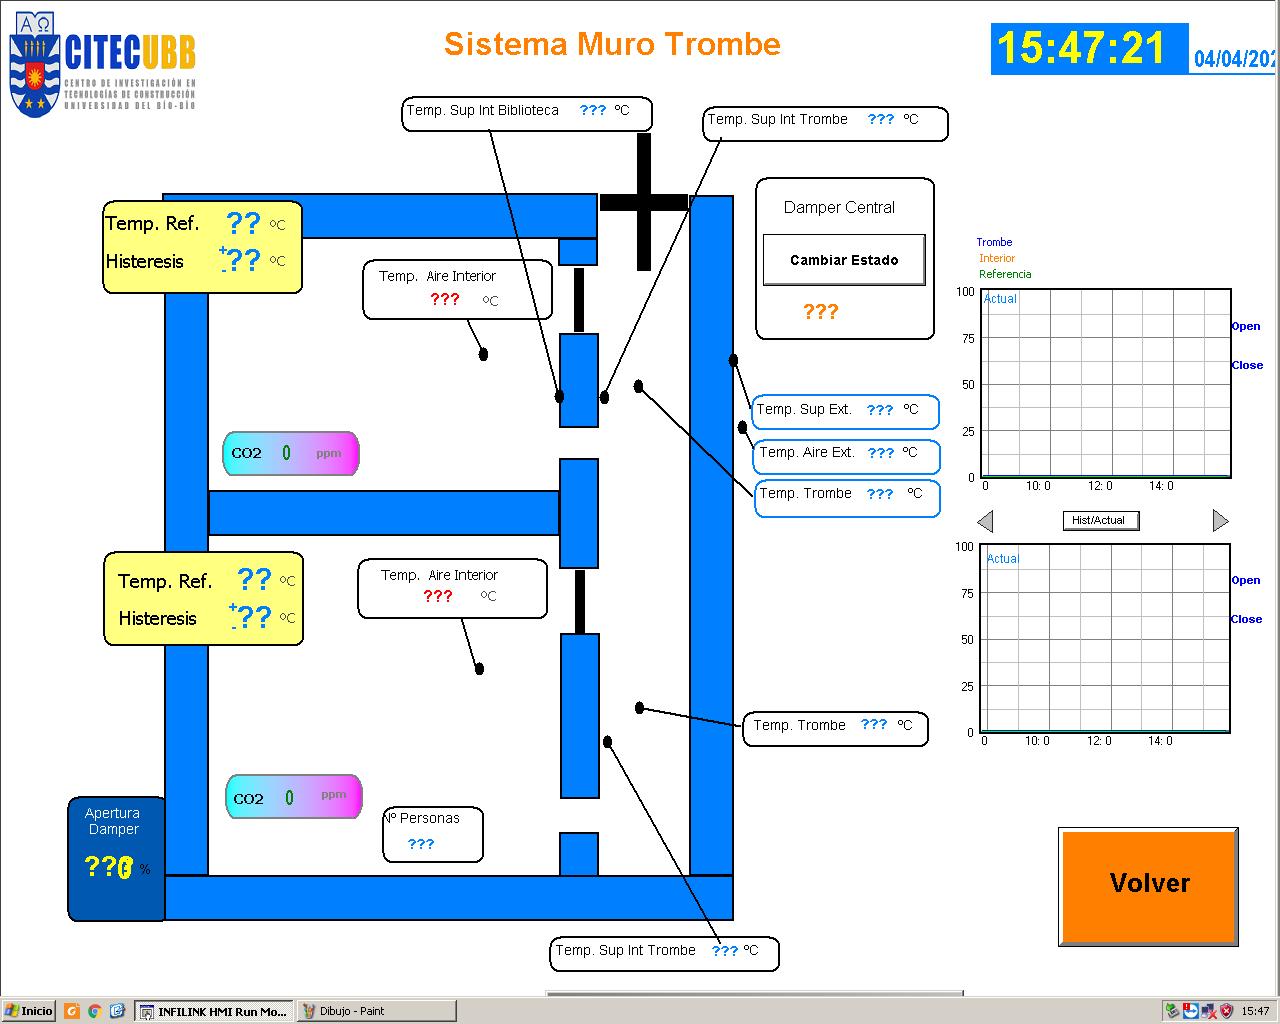 ΑΩ
CITECUBB
CENTRO DE INVESTIGACIÓN EN
TECNOLOGÍAS DE CONSTRUCCIÓN
UNIVERSIDAD DEL BÍO-BÍO
Sistema Muro Trombe
15:47:21
04/04/202
Temp. Sup Int Biblioteca ??? ºC
Temp. Sup Int Trombe ??? ºC
Temp. Ref. ?? ºC
Histeresis +-?? ºC
Temp. Aire Interior
??? ºC
Damper Central
Cambiar Estado
???
Trombe
Interior
Referencia
Actual
100
75
50
25
0
0 10: 0 12: 0 14: 0
Open
Close
Temp. Sup Ext. ??? ºC
Temp. Aire Ext. ??? ºC
Temp. Trombe ??? ºC
CO2 0 ppm
Hist/Actual
Temp. Ref. ?? ºC
Histeresis +-?? ºC
Temp. Aire Interior
??? ºC
Actual
100
75
50
25
0
0 10: 0 12: 0 14: 0
Open
Close
Temp. Trombe ??? ºC
CO2 0 ppm
Nº Personas
???
Apertura
Damper
??? %
Volver
Temp. Sup Int Trombe ??? ºC
Inicio
INFILINK HMI Run Mo...
Dibujo - Paint
15:47